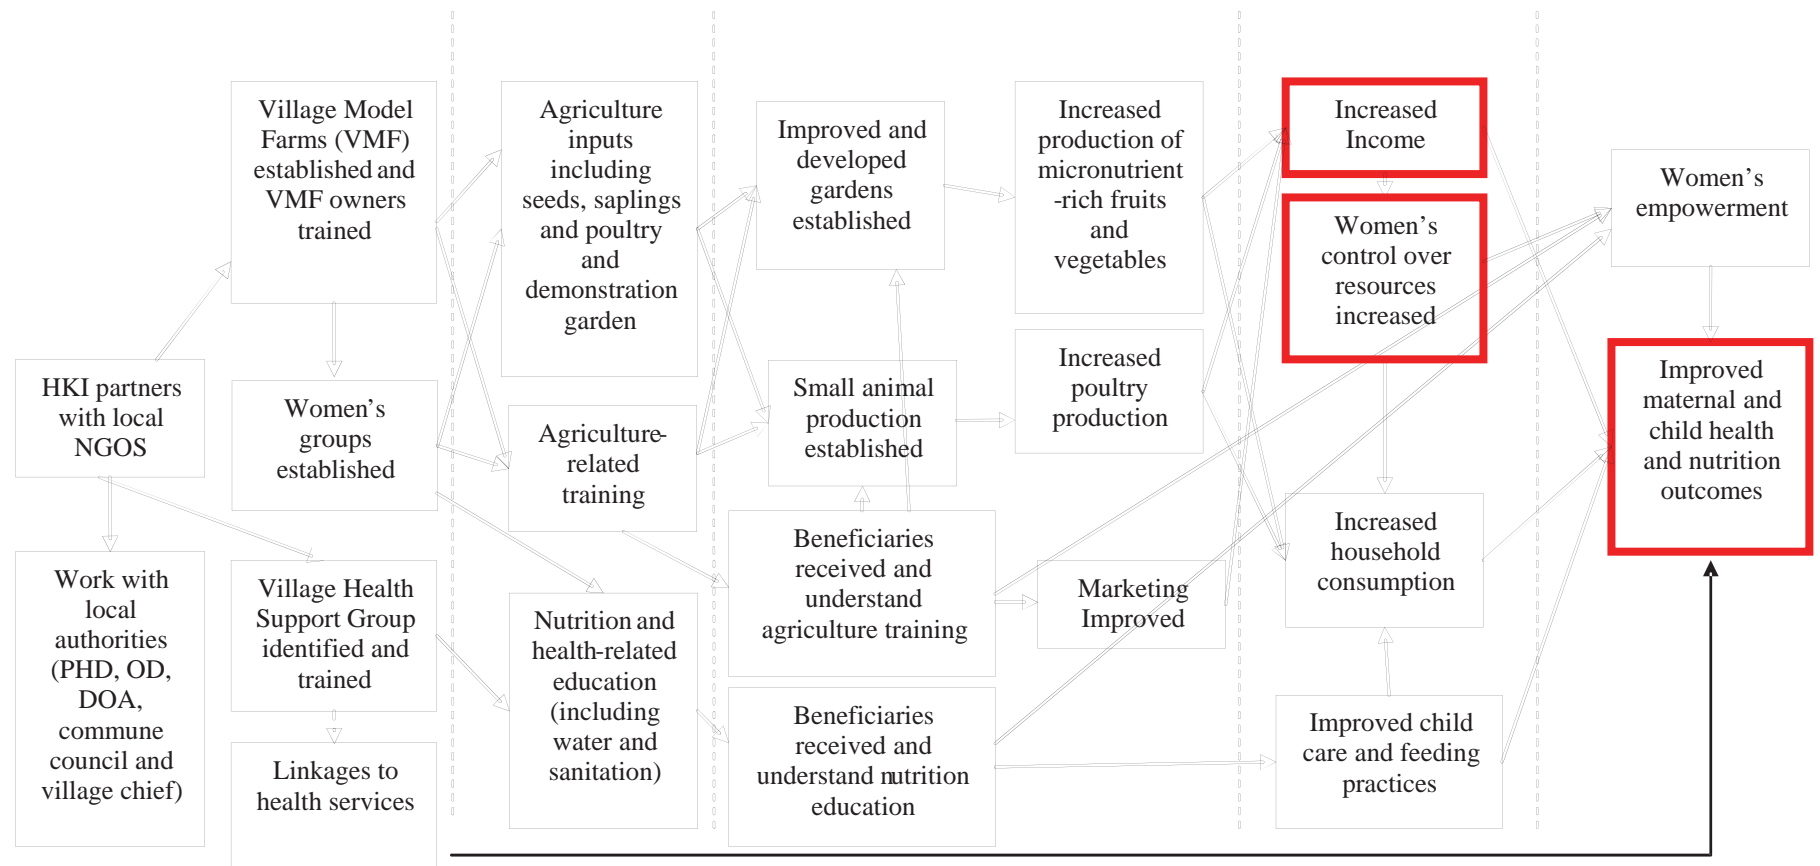 HKI partners
with local
NGOS
Work with
local
authorities
(PHD, OD,
DOA,
commune
council and
village chief)
Village Model
Farms (VMF)
established and
VMF owners
trained
Women's
groups
established
Village Health
Support Group
identified and
trained
Linkages to
health services
Agriculture
inputs
including
seeds, saplings
and poultry
and
demonstration
garden
Agriculture-
related
training
Nutrition and
health-related
education
(including
water and
sanitation)
Improved and
developed
gardens
established
Small animal
production
established
Beneficiaries
received and
understand
agriculture training
Beneficiaries
received and
understand nutrition
education
Increased
production of
micronutrient
-rich fruits
and
vegetables
Increased
poultry
production
Marketing
Improved
Increased
Income
Women's
control over
resources
increased
Increased
household
consumption
Improved child
care and feeding
practices
Women's
empowerment
Improved
maternal and
child health
and nutrition
outcomes